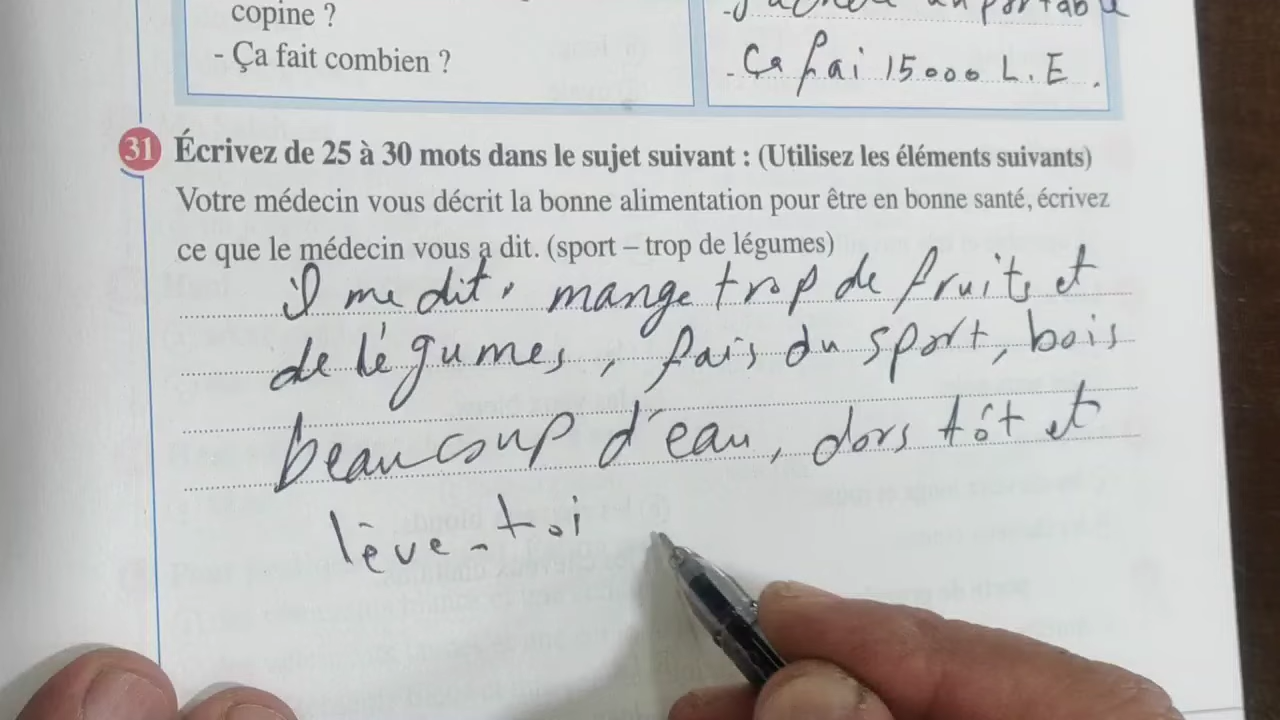 copine ?
- Ça fait combien ?
un portable
- Ça fai 15000 L.E.
31 Écrivez de 25 à 30 mots dans le sujet suivant : (Utilisez les éléments suivants)
Votre médecin vous décrit la bonne alimentation pour être en bonne santé, écrivez
ce que le médecin vous a dit. (sport – trop de légumes)
il me dit, mange trop de fruits et
de légumes, fais du sport, bois
beaucoup d'eau, dors tôt et
lève-toi